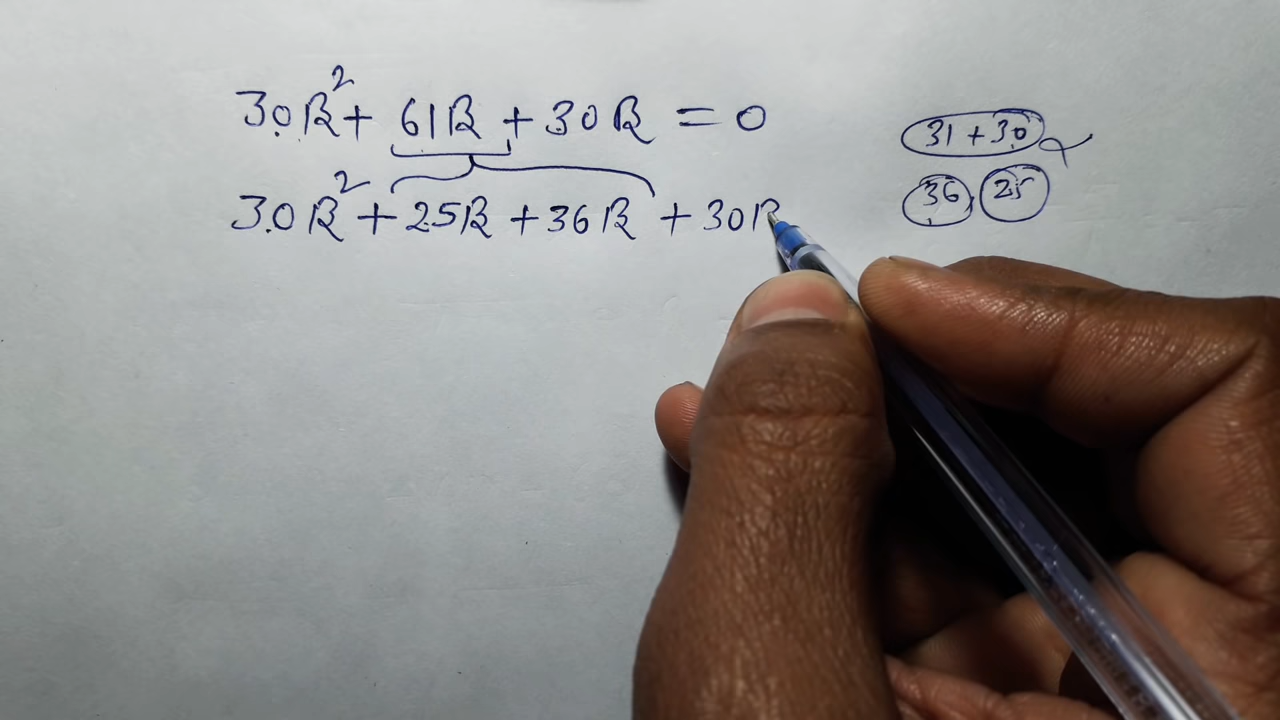 30R² + 61R + 30R = 0
30R² + 25R + 36R + 30R
31 + 30
36, 25